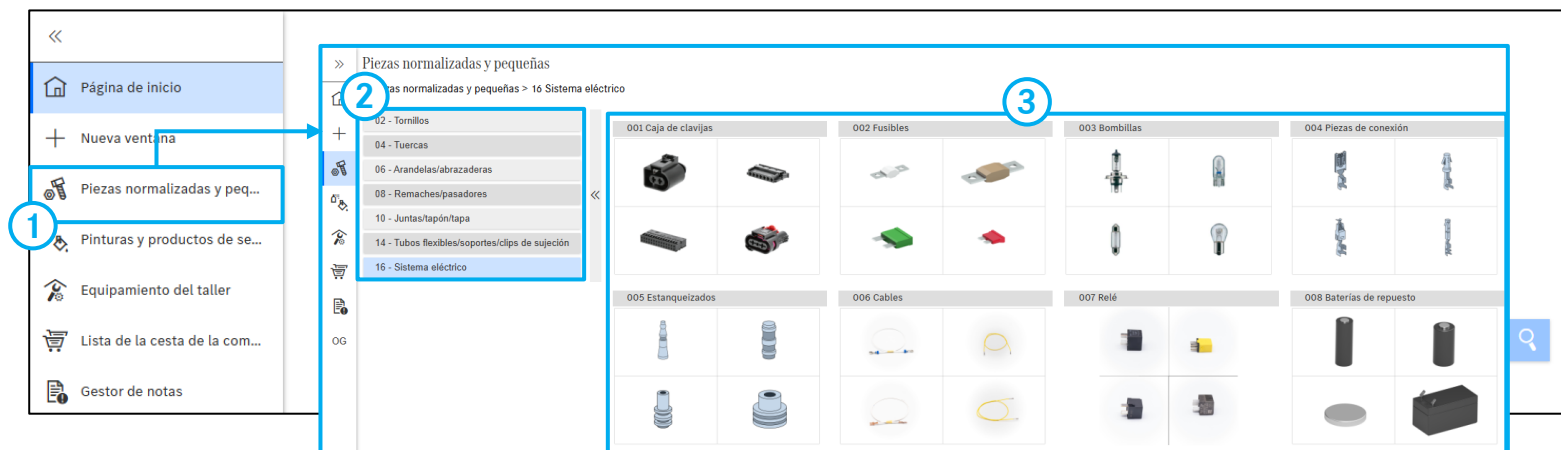 Página de inicio
Nueva ventana
Piezas normalizadas y peq...
1
Pinturas y productos de se...
Equipamiento del taller
Lista de la cesta de la com...
Gestor de notas
Piezas normalizadas y pequeñas
normalizadas y pequeñas > 16 Sistema eléctrico
2
02 - Tornillos
04 - Tuercas
06 - Arandelas/abrazaderas
08 - Remaches/pasadores
10 - Juntas/tapón/tapa
14 - Tubos flexibles/soportes/clips de sujeción
16 - Sistema eléctrico
OG
3
001 Caja de clavijas
002 Fusibles
003 Bombillas
004 Piezas de conexión
005 Estanqueizados
006 Cables
007 Relé
008 Baterías de repuesto